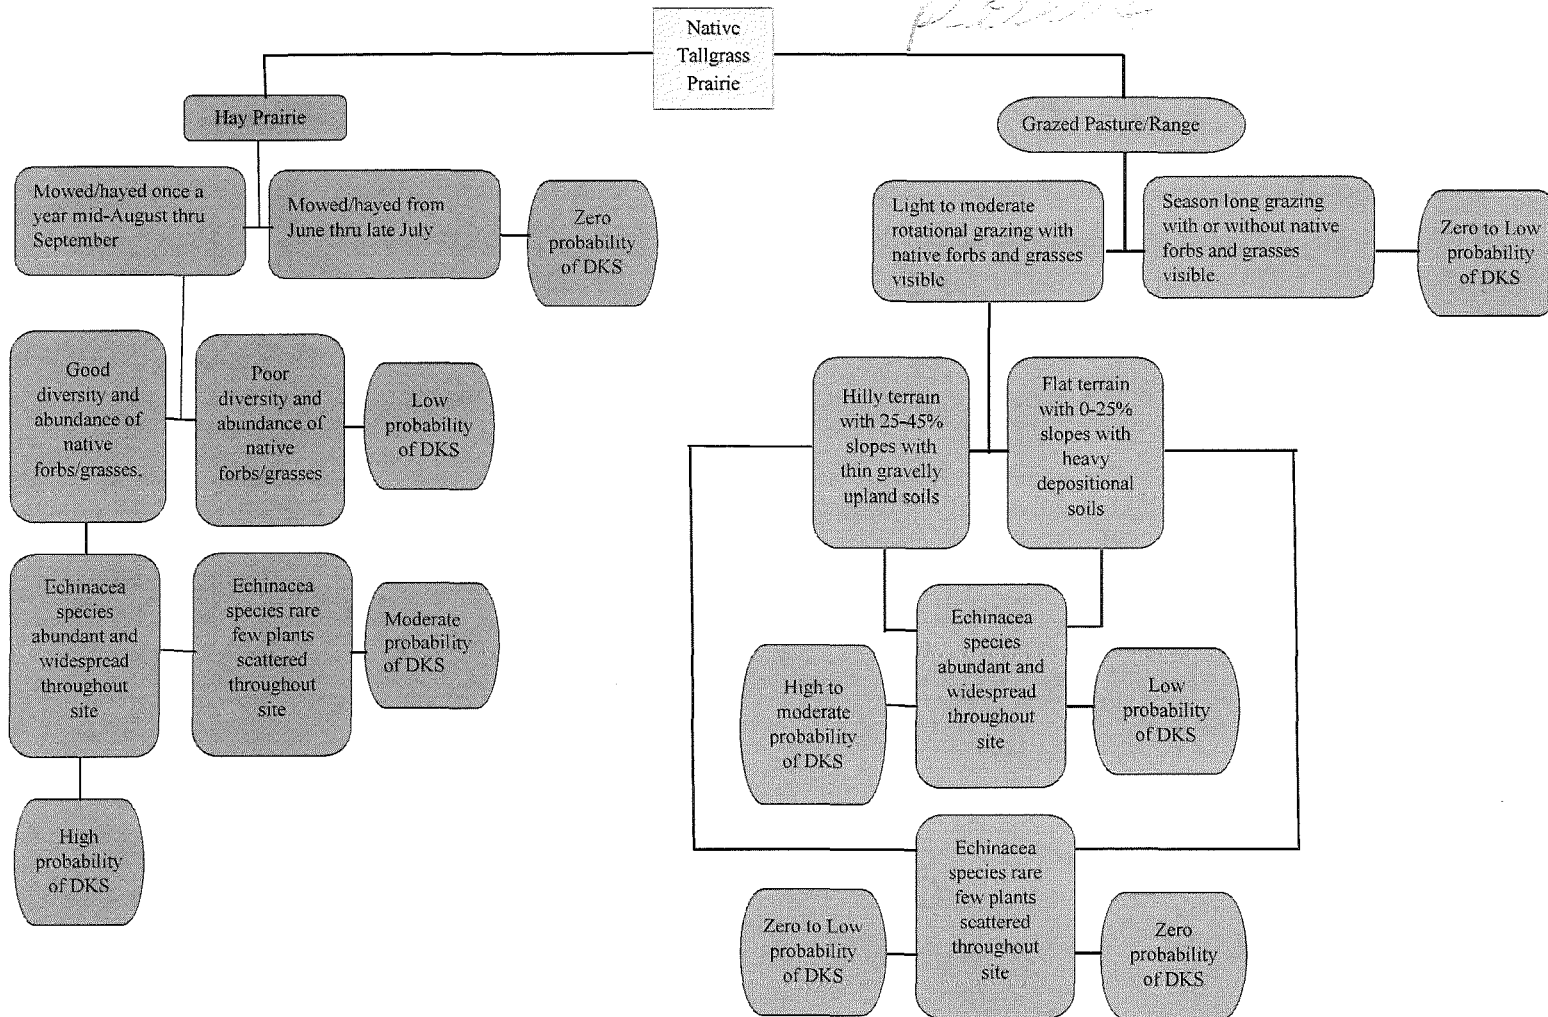 Native
Tallgrass
Prairie
Hay Prairie
Grazed Pasture/Range
Mowed/hayed once a
year mid-August thru
September
Mowed/hayed from
June thru late July
Zero
probability
of DKS
Light to moderate
rotational grazing with
native forbs and grasses
visible
Season long grazing
with or without native
forbs and grasses
visible.
Zero to Low
probability
of DKS
Good
diversity and
abundance of
native
forbs/grasses.
Poor
diversity and
abundance of
native
forbs/grasses
Low
probability
of DKS
Hilly terrain
with 25-45%
slopes with
thin gravelly
upland soils
Flat terrain
with 0-25%
slopes with
heavy
depositional
soils
Echinacea
species
abundant and
widespread
throughout
site
Echinacea
species rare
few plants
scattered
throughout
site
Moderate
probability
of DKS
Echinacea
species
abundant and
widespread
throughout
site
High to
moderate
probability
of DKS
Low
probability
of DKS
High
probability
of DKS
Echinacea
species rare
few plants
scattered
throughout
site
Zero to Low
probability
of DKS
Zero
probability
of DKS